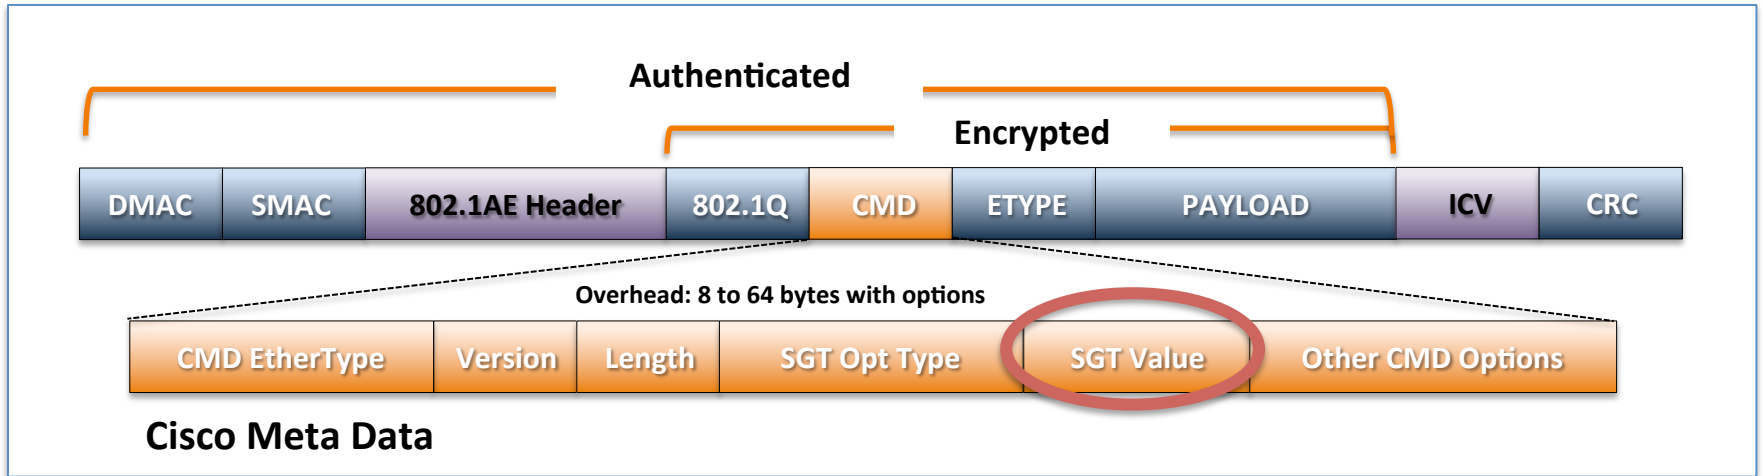 Authenticated
Encrypted
DMAC SMAC 802.1AE Header 802.1Q CMD ETYPE PAYLOAD ICV CRC
Overhead: 8 to 64 bytes with options
CMD EtherType Version Length SGT Opt Type SGT Value Other CMD Options
Cisco Meta Data